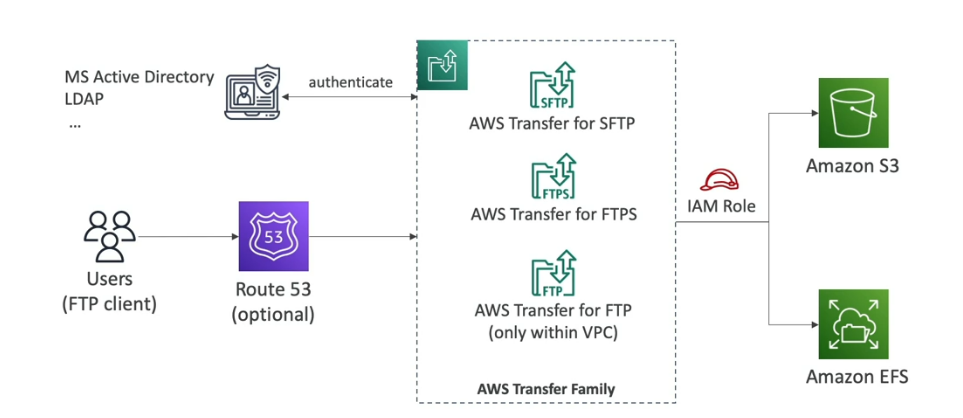 MS Active Directory
LDAP
...
authenticate
Users
(FTP client)
53
Route 53
(optional)
SFTP
AWS Transfer for SFTP
FTPS
AWS Transfer for FTPS
FTP
AWS Transfer for FTP
(only within VPC)
AWS Transfer Family
IAM Role
Amazon S3
Amazon EFS